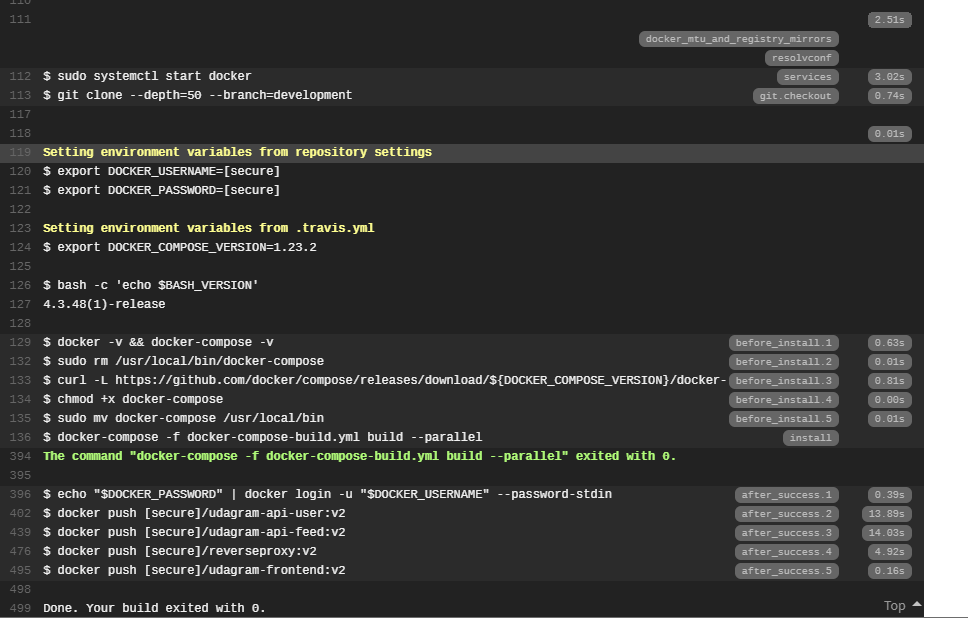 110
111 2.51s
docker_mtu_and_registry_mirrors
resolvconf
112 $ sudo systemctl start docker services 3.02s
113 $ git clone --depth=50 --branch=development git.checkout 0.74s
117
118 0.01s
119 Setting environment variables from repository settings
120 $ export DOCKER_USERNAME=[secure]
121 $ export DOCKER_PASSWORD=[secure]
122
123 Setting environment variables from .travis.yml
124 $ export DOCKER_COMPOSE_VERSION=1.23.2
125
126 $ bash -c 'echo $BASH_VERSION'
127 4.3.48(1)-release
128
129 $ docker -v && docker-compose -v before_install.1 0.63s
132 $ sudo rm /usr/local/bin/docker-compose before_install.2 0.01s
133 $ curl -L https://github.com/docker/compose/releases/download/${DOCKER_COMPOSE_VERSION}/docker- before_install.3 0.81s
134 $ chmod +x docker-compose before_install.4 0.00s
135 $ sudo mv docker-compose /usr/local/bin before_install.5 0.01s
136 $ docker-compose -f docker-compose-build.yml build --parallel install
394 The command "docker-compose -f docker-compose-build.yml build --parallel" exited with 0.
395
396 $ echo "$DOCKER_PASSWORD" | docker login -u "$DOCKER_USERNAME" --password-stdin after_success.1 0.39s
402 $ docker push [secure]/udagram-api-user:v2 after_success.2 13.89s
439 $ docker push [secure]/udagram-api-feed:v2 after_success.3 14.03s
476 $ docker push [secure]/reverseproxy:v2 after_success.4 4.92s
495 $ docker push [secure]/udagram-frontend:v2 after_success.5 0.16s
498
499 Done. Your build exited with 0. Top